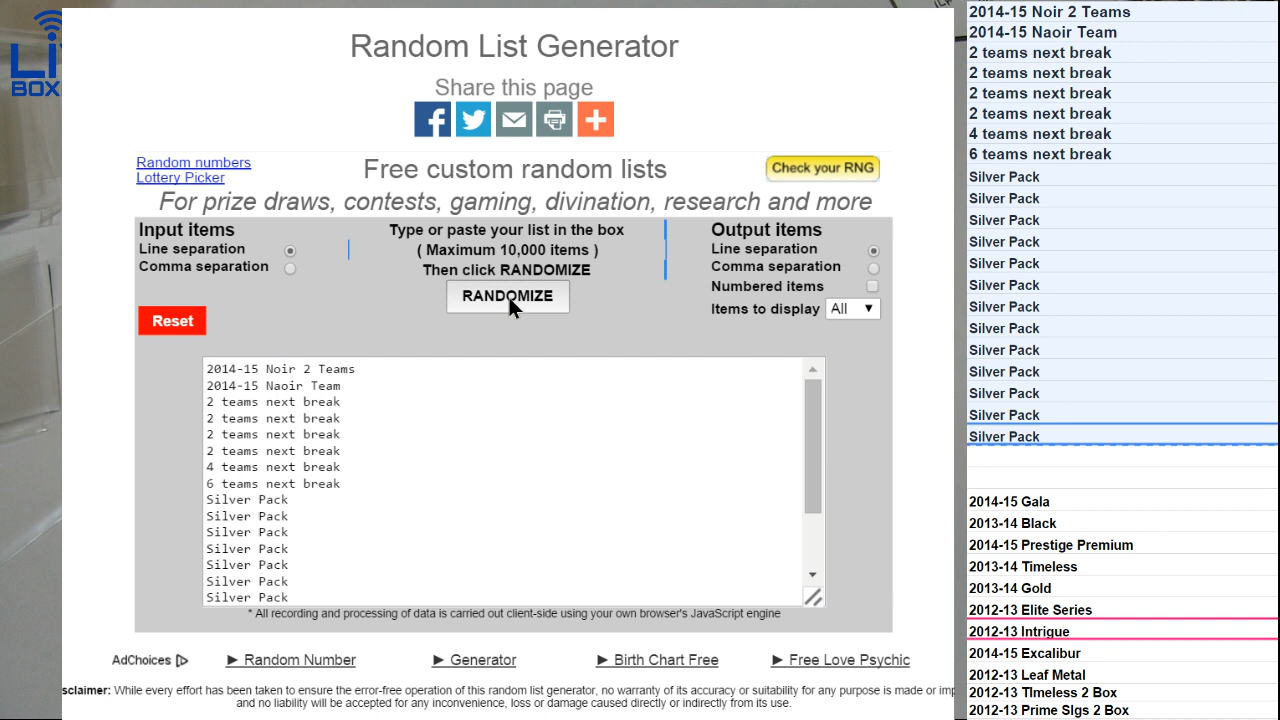 Li
BOX
Random List Generator
Share this page
Random numbers
Lottery Picker
Free custom random lists
Check your RNG
For prize draws, contests, gaming, divination, research and more
Input items
Line separation
Comma separation
Type or paste your list in the box
( Maximum 10,000 items )
Then click RANDOMIZE
RANDOMIZE
Output items
Line separation
Comma separation
Numbered items
Items to display All
Reset
2014-15 Noir 2 Teams
2014-15 Naoir Team
2 teams next break
2 teams next break
2 teams next break
2 teams next break
4 teams next break
6 teams next break
Silver Pack
Silver Pack
Silver Pack
Silver Pack
Silver Pack
Silver Pack
Silver Pack
* All recording and processing of data is carried out client-side using your own browser's JavaScript engine
AdChoices
► Random Number
► Generator
► Birth Chart Free
► Free Love Psychic
sclaimer: While every effort has been taken to ensure the error-free operation of this random list generator, no warranty of its accuracy or suitability for any purpose is made or imp
and no liability will be accepted for any inconvenience, loss or damage caused directly or indirectly from its use.
2014-15 Noir 2 Teams
2014-15 Naoir Team
2 teams next break
2 teams next break
2 teams next break
2 teams next break
4 teams next break
6 teams next break
Silver Pack
Silver Pack
Silver Pack
Silver Pack
Silver Pack
Silver Pack
Silver Pack
Silver Pack
Silver Pack
Silver Pack
Silver Pack
Silver Pack
Silver Pack
2014-15 Gala
2013-14 Black
2014-15 Prestige Premium
2013-14 Timeless
2013-14 Gold
2012-13 Elite Series
2012-13 Intrigue
2014-15 Excalibur
2012-13 Leaf Metal
2012-13 TImeless 2 Box
2012-13 Prime SIgs 2 Box